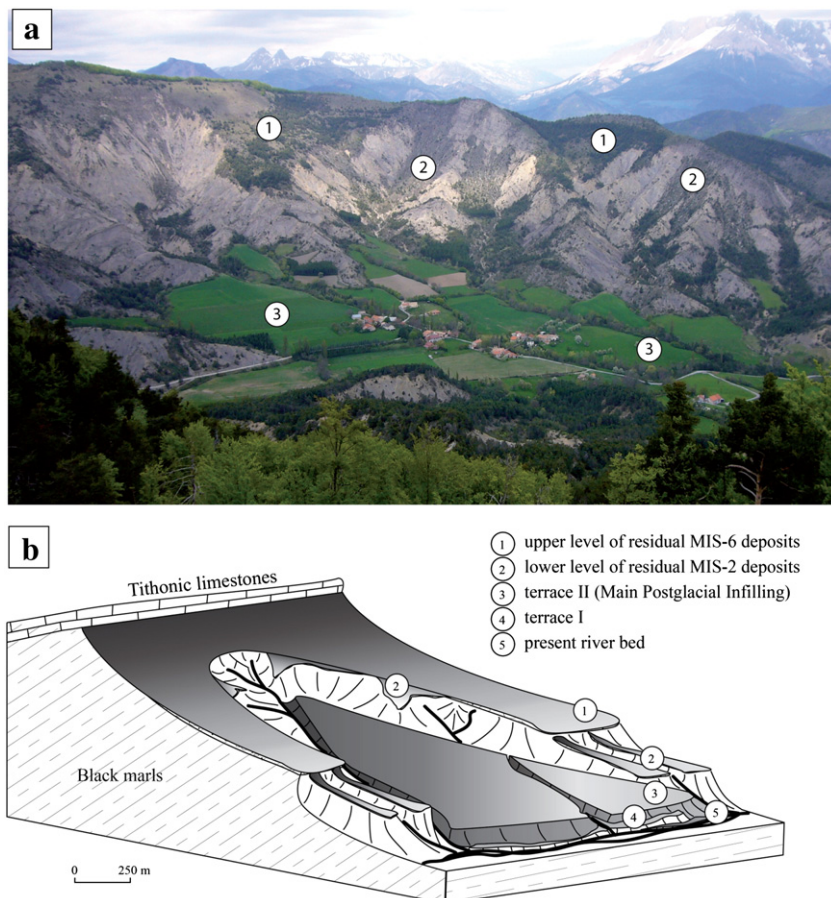 a
1
1
2
2
3
3
b
1 upper level of residual MIS-6 deposits
2 lower level of residual MIS-2 deposits
3 terrace II (Main Postglacial Infilling)
4 terrace I
5 present river bed
Tithonic limestones
2
1
2
Black marls
3
4
5
0 250 m